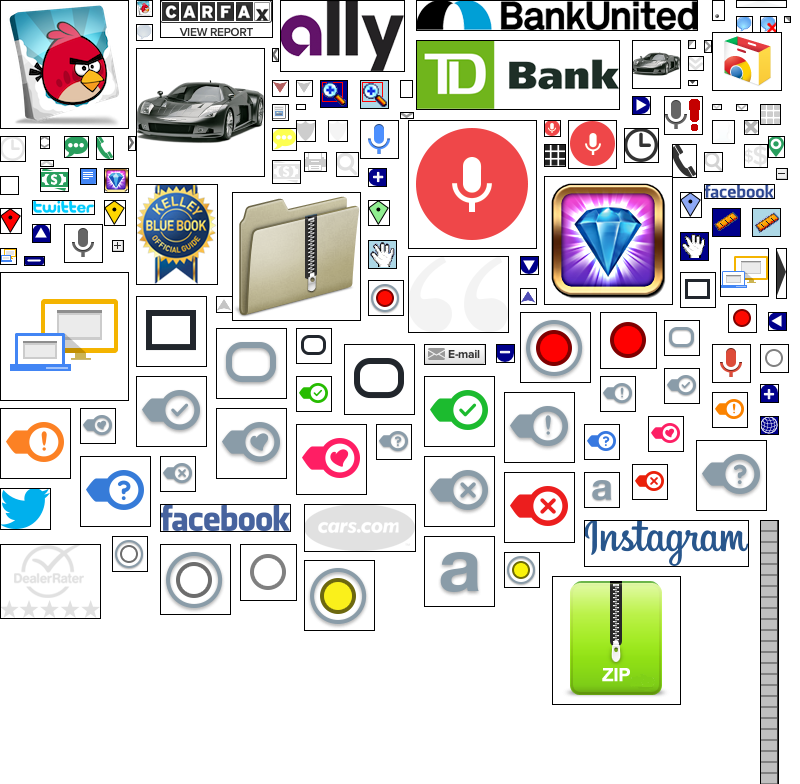 CARFAX
VIEW REPORT
ally
BankUnited
TD
Bank
$
$$
$
facebook
twitter
KELLEY
BLUE BOOK
OFFICIAL GUIDE
E-mail
facebook
cars.com
a
a
Instagram
DealerRater
ZIP